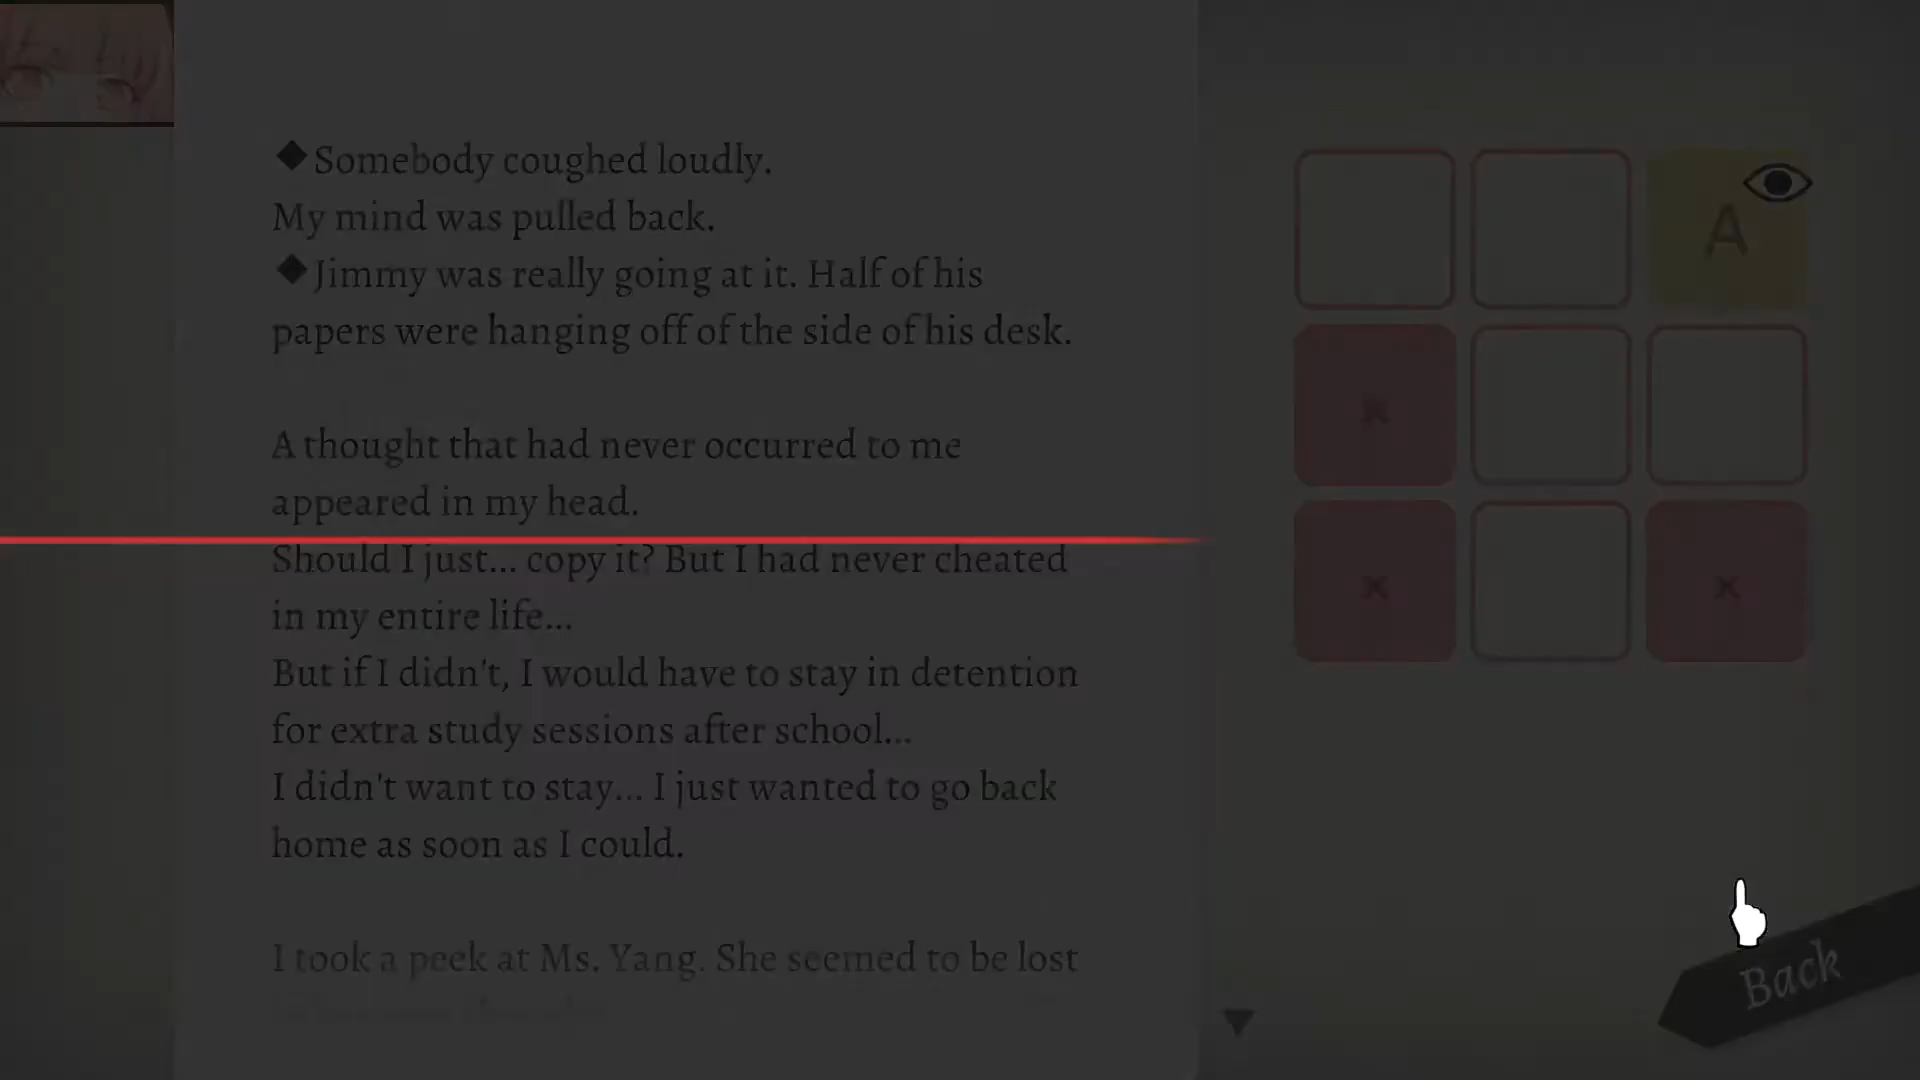 ◆Somebody coughed loudly.
My mind was pulled back.
◆Jimmy was really going at it. Half of his
papers were hanging off of the side of his desk.
A thought that had never occurred to me
appeared in my head.
Should I just... copy it? But I had never cheated
in my entire life...
But if I didn't, I would have to stay in detention
for extra study sessions after school...
I didn't want to stay... I just wanted to go back
home as soon as I could.
I took a peek at Ms. Yang. She seemed to be lost
A
×
× ×
Back